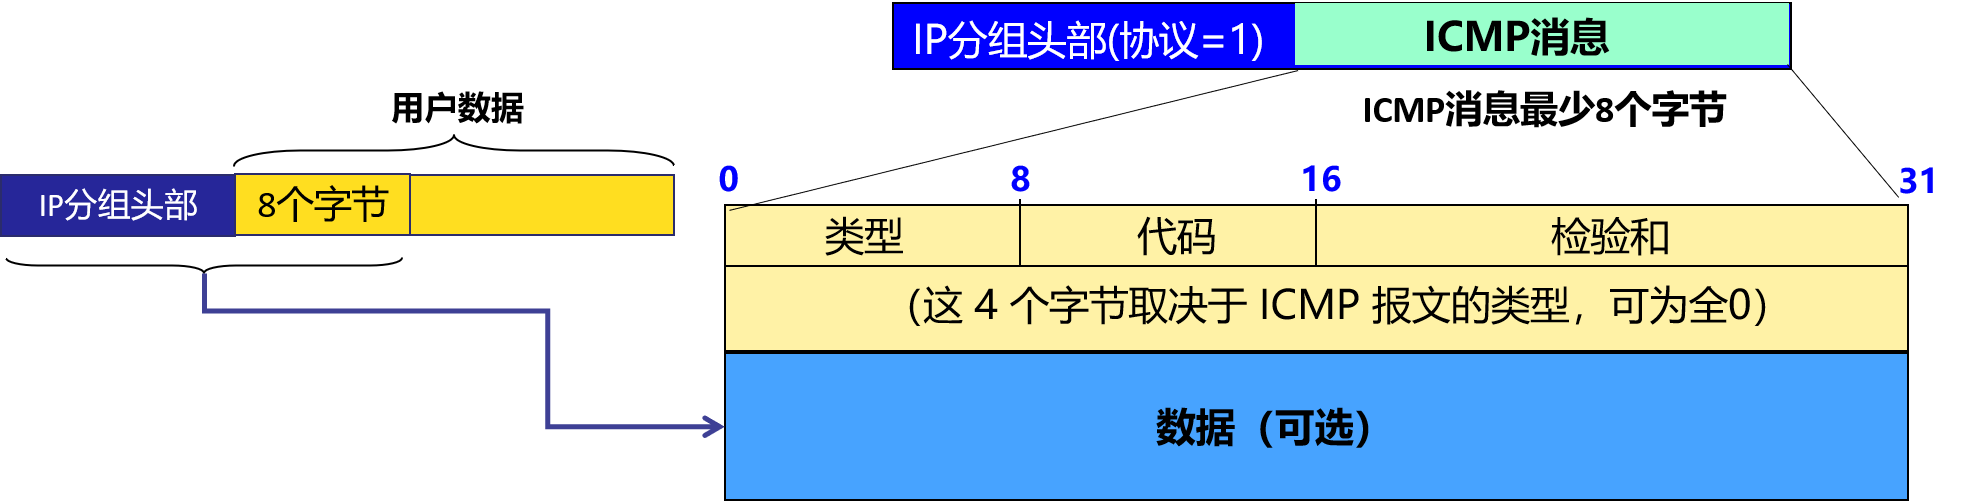 IP分组头部(协议=1)
ICMP消息
ICMP消息最少8个字节
用户数据
IP分组头部
8个字节
0
8
16
31
类型
代码
检验和
(这 4 个字节取决于 ICMP 报文的类型，可为全0)
数据（可选）